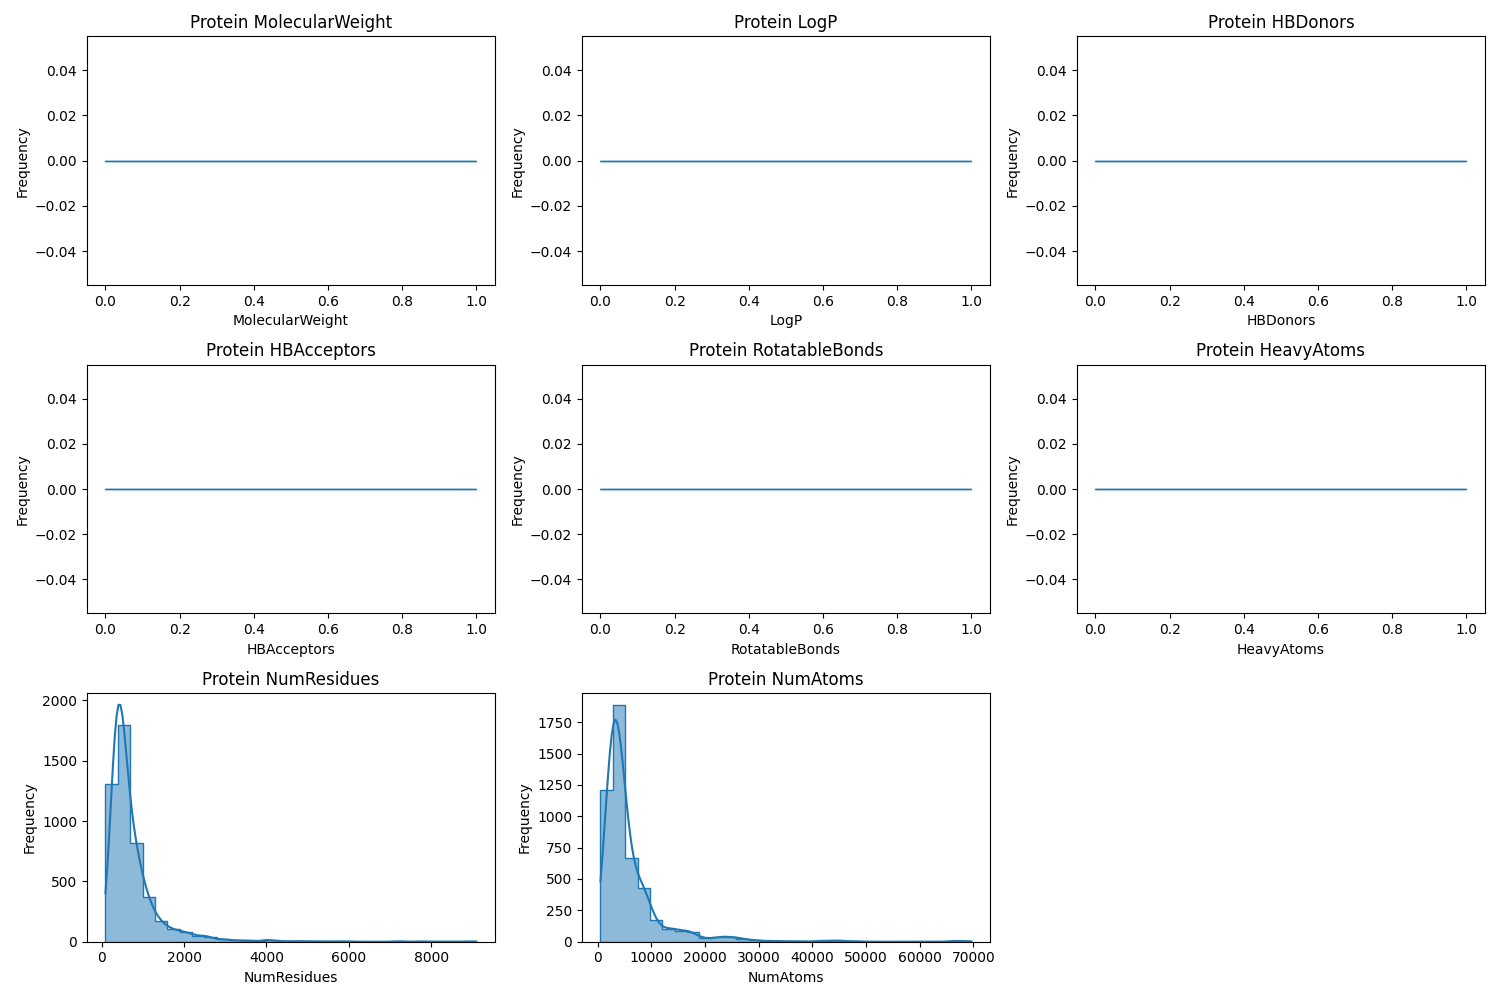 Protein MolecularWeight
Frequency
0.04
0.02
0.00
−0.02
−0.04
0.0 0.2 0.4 0.6 0.8 1.0
MolecularWeight
Protein LogP
Frequency
0.04
0.02
0.00
−0.02
−0.04
0.0 0.2 0.4 0.6 0.8 1.0
LogP
Protein HBDonors
Frequency
0.04
0.02
0.00
−0.02
−0.04
0.0 0.2 0.4 0.6 0.8 1.0
HBDonors
Protein HBAcceptors
Frequency
0.04
0.02
0.00
−0.02
−0.04
0.0 0.2 0.4 0.6 0.8 1.0
HBAcceptors
Protein RotatableBonds
Frequency
0.04
0.02
0.00
−0.02
−0.04
0.0 0.2 0.4 0.6 0.8 1.0
RotatableBonds
Protein HeavyAtoms
Frequency
0.04
0.02
0.00
−0.02
−0.04
0.0 0.2 0.4 0.6 0.8 1.0
HeavyAtoms
Protein NumResidues
Frequency
2000
1500
1000
500
0
0 2000 4000 6000 8000
NumResidues
Protein NumAtoms
Frequency
1750
1500
1250
1000
750
500
250
0
0 10000 20000 30000 40000 50000 60000 70000
NumAtoms